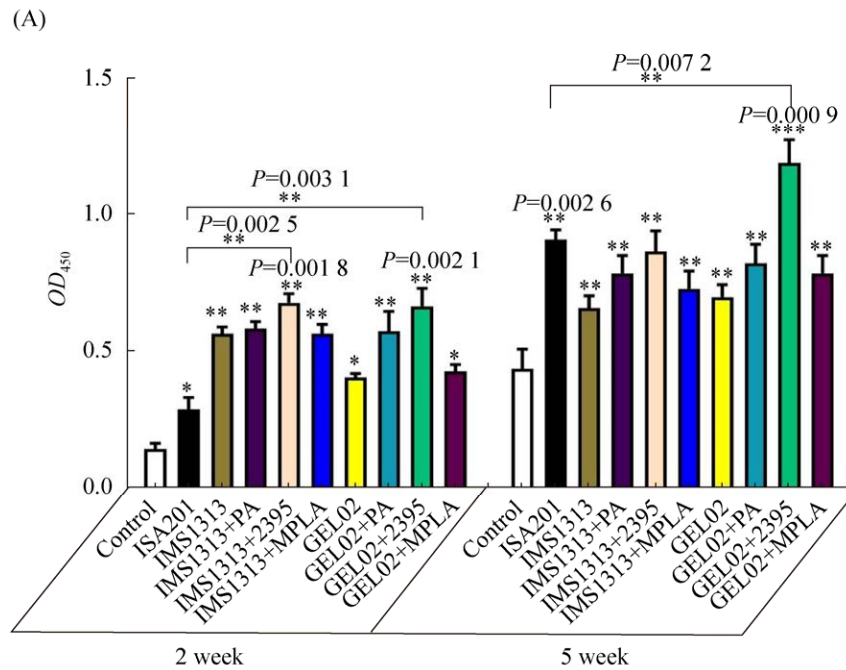 (A)
1.5
1.0
0.5
0.0
OD450
P=0.003 1
**
P=0.002 5
**
P=0.001 8
**
P=0.002 1
**
*
**
**
**
*
**
*
P=0.007 2
**
P=0.000 9
***
P=0.002 6
**
**
**
**
**
**
**
**
Control
ISA201
IMS1313
IMS1313+PA
IMS1313+2395
IMS1313+MPLA
GEL02
GEL02+PA
GEL02+2395
GEL02+MPLA
Control
ISA201
IMS1313
IMS1313+PA
IMS1313+2395
IMS1313+MPLA
GEL02
GEL02+PA
GEL02+2395
GEL02+MPLA
2 week
5 week